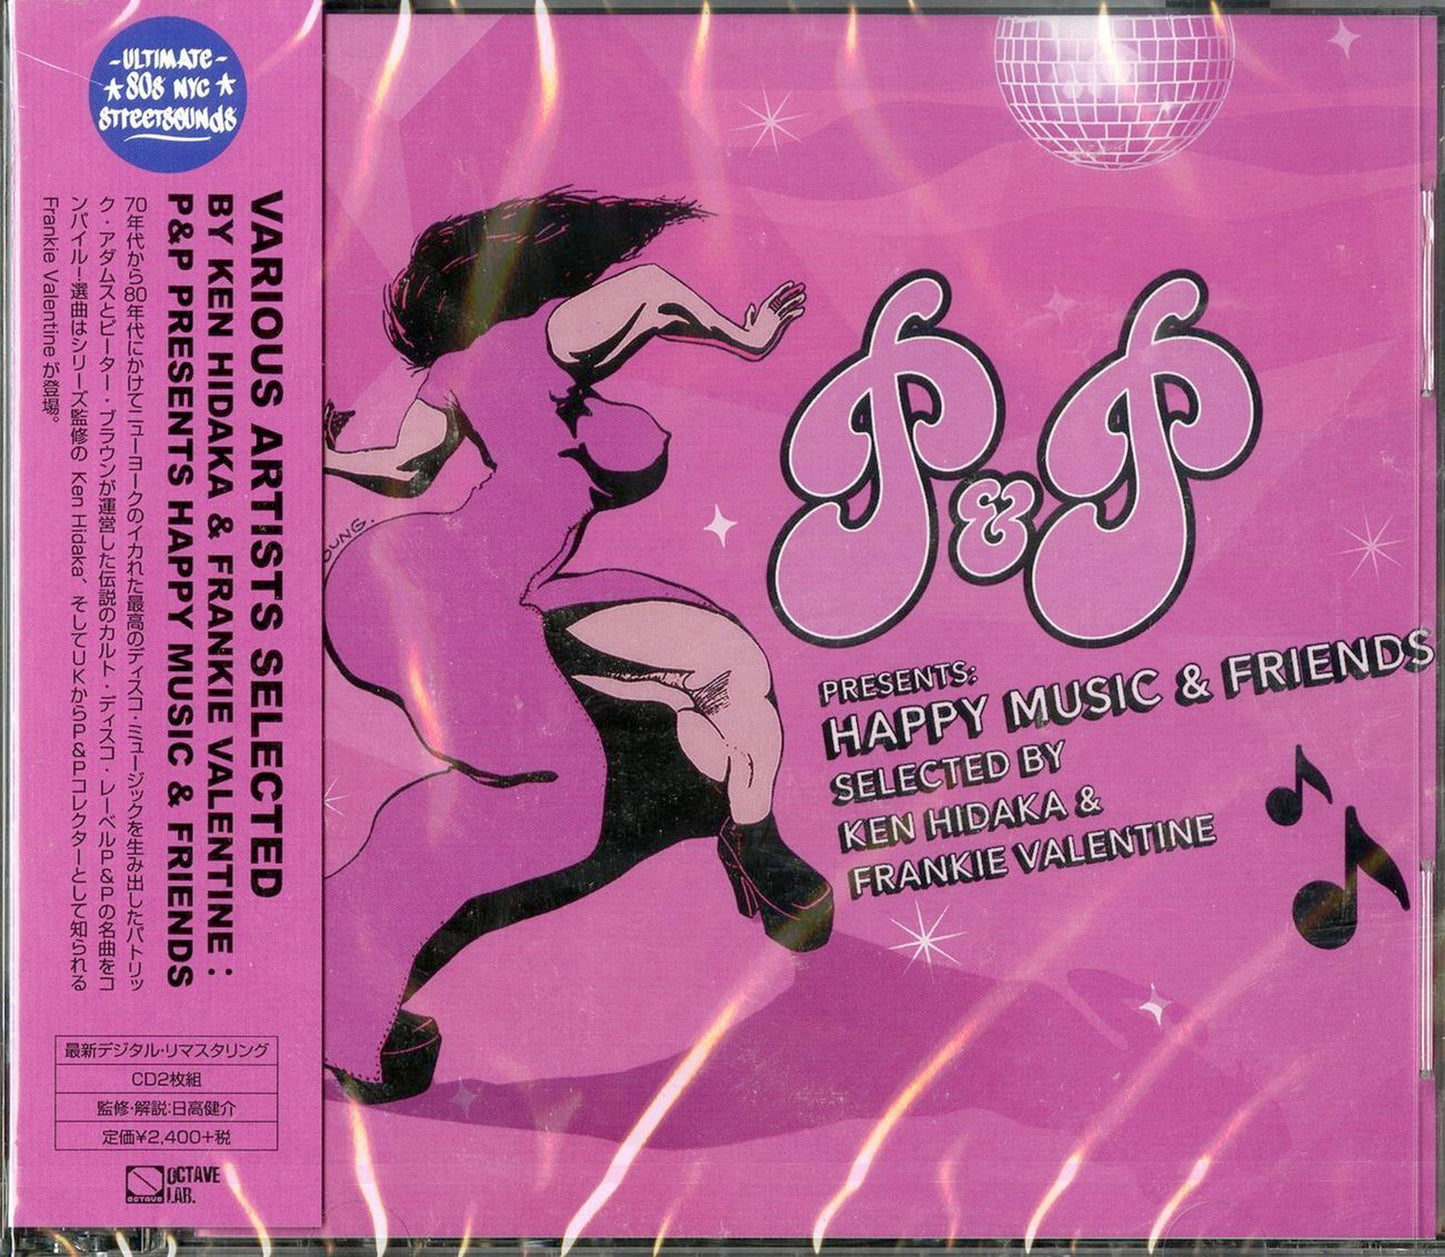 -ULTIMATE-
★80s NYC★
STREETSOUNDS
VARIOUS ARTISTS SELECTED
BY KEN HIDAKA & FRANKIE VALENTINE :
P&P PRESENTS HAPPY MUSIC & FRIENDS
70年代から80年代にかけてニューヨークのイカれた最高のディスコ・ミュージックを生み出したパトリッ
ク・アダムスとピーター・ブラウンが運営した伝説のカルト・ディスコ・レーベルP&Pの名曲をコ
ンパイル!選曲はシリーズ監修の Ken Hidaka、そしてUKからP&Pコレクターとして知られる
Frankie Valentine が登場。
最新デジタル・リマスタリング
CD2枚組
監修・解説:日高健介
定価¥2,400+税
OCTAVE
OCTAVE
LAB.
OUNG.
P&P
PRESENTS:
HAPPY MUSIC & FRIENDS
SELECTED BY
KEN HIDAKA &
FRANKIE VALENTINE